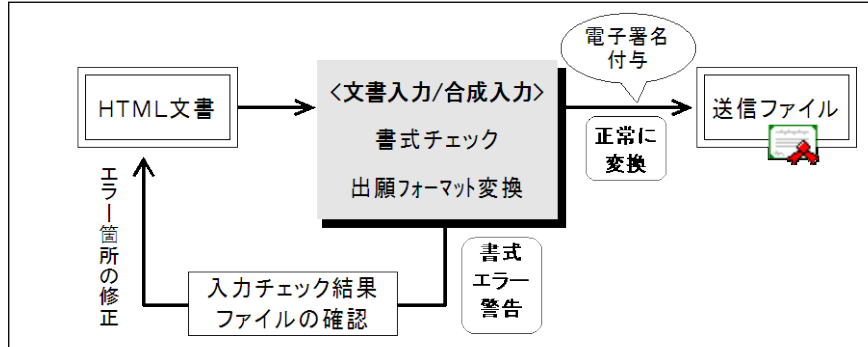 HTML文書
<文書入力/合成入力>
書式チェック
出願フォーマット変換
電子署名
付与
正常に
変換
送信ファイル
書式
エラー
警告
入力チェック結果
ファイルの確認
エラー箇所の修正